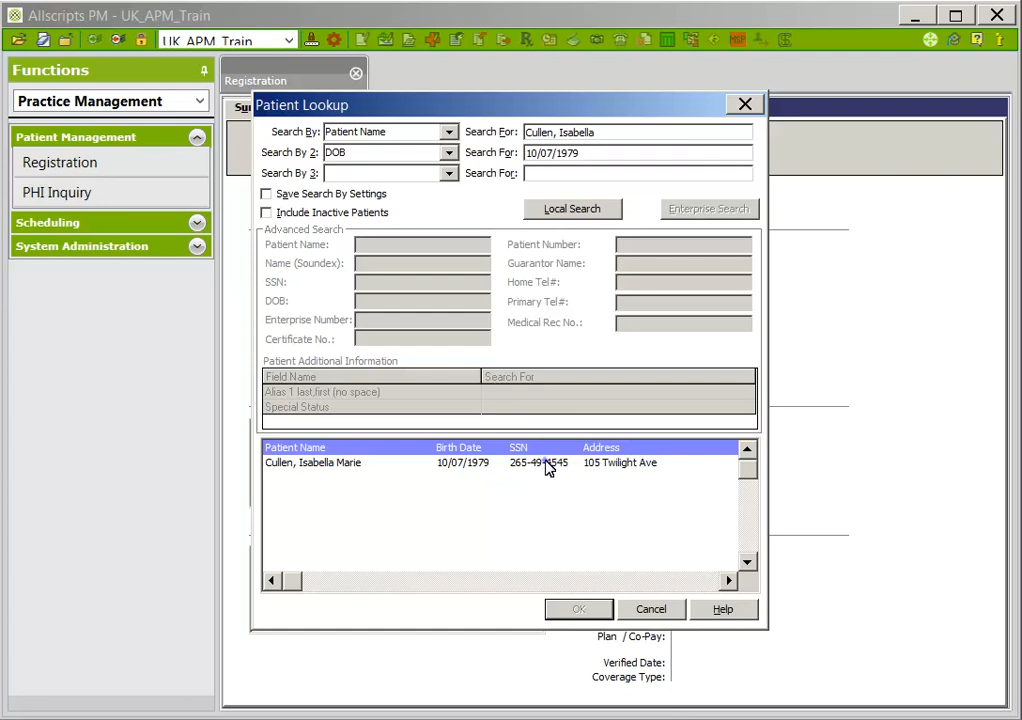 Allscripts PM - UK_APM_Train
UK_APM_Train
Functions
Practice Management
Patient Management
Registration
PHI Inquiry
Scheduling
System Administration
Registration
Patient Lookup
Search By: Patient Name Search For: Cullen, Isabella
Search By 2: DOB Search For: 10/07/1979
Search By 3: Search For:
Save Search By Settings
Include Inactive Patients
Local Search Enterprise Search
Advanced Search
Patient Name: Patient Number:
Name (Soundex): Guarantor Name:
SSN: Home Tel#:
DOB: Primary Tel#:
Enterprise Number: Medical Rec No.:
Certificate No.:
Patient Additional Information
Field Name Search For
Alias 1 last,first (no space)
Special Status
Patient Name Birth Date SSN Address
Cullen, Isabella Marie 10/07/1979 105 Twilight Ave
OK Cancel Help
Plan / Co-Pay:
Verified Date:
Coverage Type: